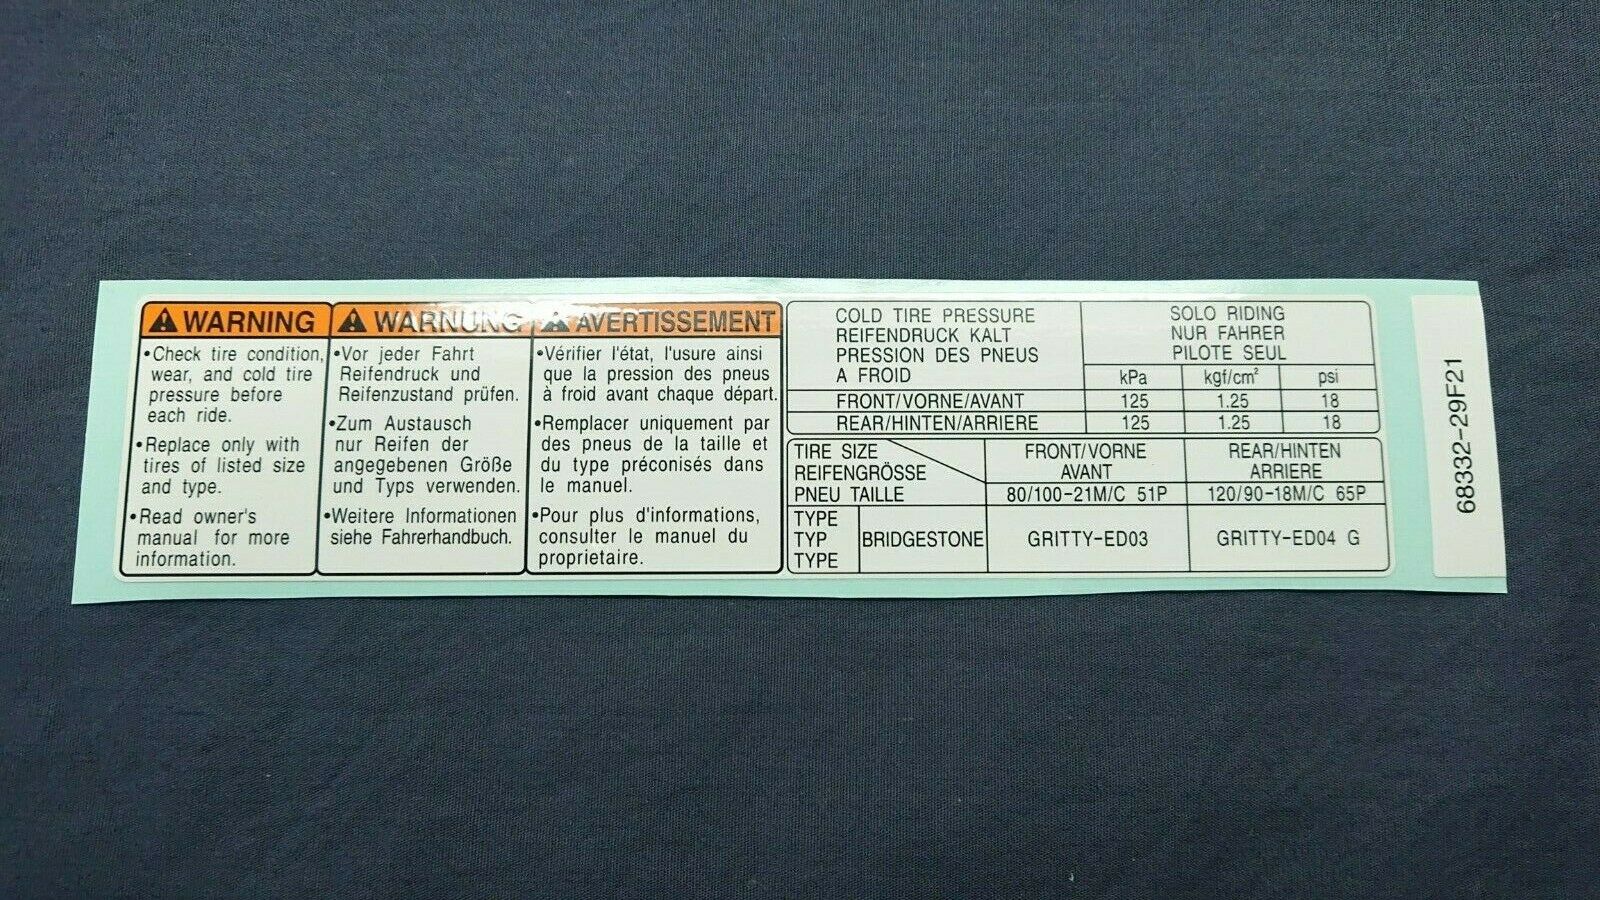 WARNING
•Check tire condition,
wear, and cold tire
pressure before
each ride.
•Replace only with
tires of listed size
and type.
•Read owner's
manual for more
information.
WARNUNG
•Vor jeder Fahrt
Reifendruck und
Reifenzustand prüfen.
•Zum Austausch
nur Reifen der
angegebenen Größe
und Typs verwenden.
•Weitere Informationen
siehe Fahrerhandbuch.
AVERTISSEMENT
•Vérifier l'état, l'usure ainsi
que la pression des pneus
à froid avant chaque départ.
•Remplacer uniquement par
des pneus de la taille et
du type préconisés dans
le manuel.
•Pour plus d'informations,
consulter le manuel du
proprietaire.
COLD TIRE PRESSURE
REIFENDRUCK KALT
PRESSION DES PNEUS
A FROID
SOLO RIDING
NUR FAHRER
PILOTE SEUL
kPa kgf/cm² psi
FRONT/VORNE/AVANT 125 1.25 18
REAR/HINTEN/ARRIERE 125 1.25 18
TIRE SIZE
REIFENGRÖSSE
PNEU TAILLE
FRONT/VORNE
AVANT
REAR/HINTEN
ARRIERE
80/100-21M/C 51P 120/90-18M/C 65P
TYPE
TYP
TYPE
BRIDGESTONE GRITTY-ED03 GRITTY-ED04 G
68332-29F21